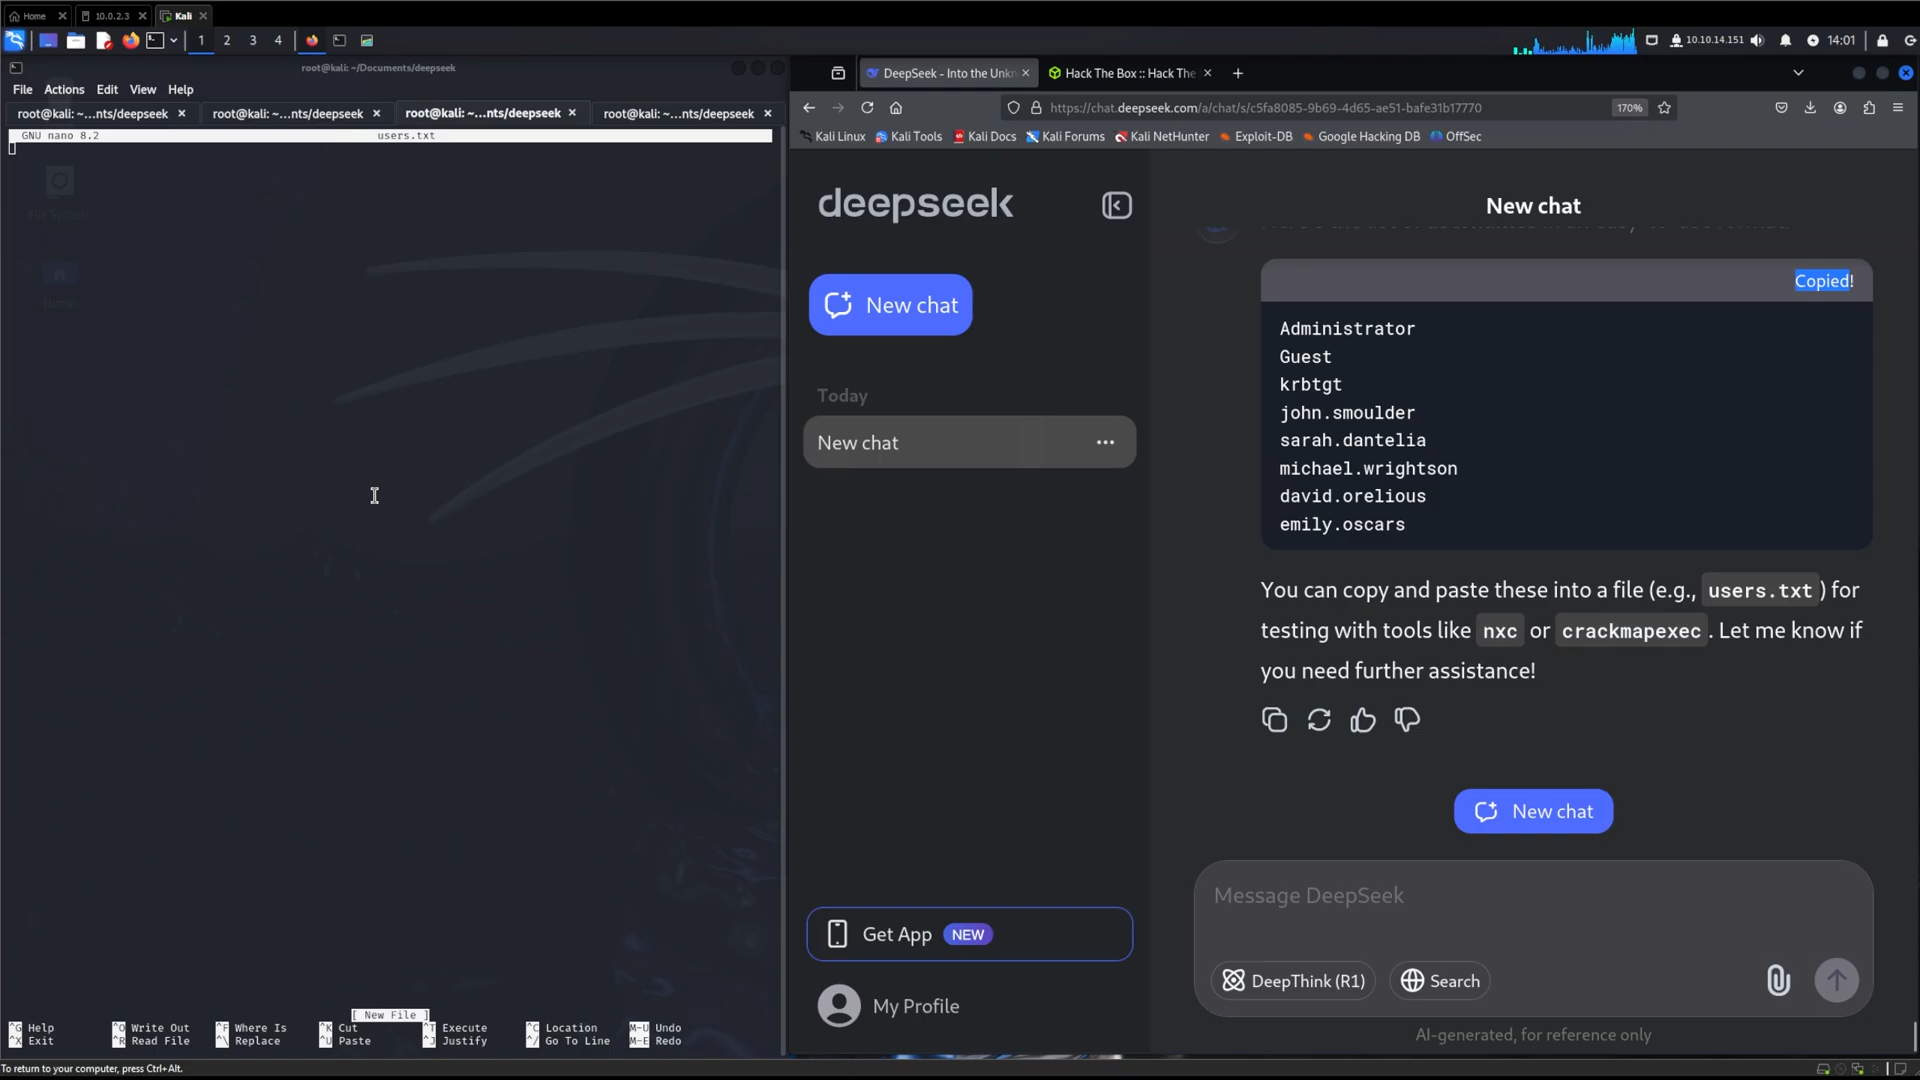 Home
10.0.2.3
Kali
1 2 3 4
10.10.14.151
14:01
root@kali: ~/Documents/deepseek
File Actions Edit View Help
root@kali: ~...nts/deepseek
root@kali: ~...nts/deepseek
root@kali: ~...nts/deepseek
root@kali: ~...nts/deepseek
GNU nano 8.2 users.txt
File System
Home
[ New File ]
^G Help ^O Write Out ^F Where Is ^K Cut ^T Execute ^C Location M-U Undo
^X Exit ^R Read File ^\ Replace ^U Paste ^J Justify ^/ Go To Line M-E Redo
DeepSeek - Into the Unkn
Hack The Box :: Hack The
https://chat.deepseek.com/a/chat/s/c5fa8085-9b69-4d65-ae51-bafe31b17770
170%
Kali Linux
Kali Tools
Kali Docs
Kali Forums
Kali NetHunter
Exploit-DB
Google Hacking DB
OffSec
deepseek
New chat
Today
New chat
Get App NEW
My Profile
New chat
Copied!
Administrator
Guest
krbtgt
john.smoulder
sarah.dantelia
michael.wrightson
david.orelious
emily.oscars
You can copy and paste these into a file (e.g., users.txt) for
testing with tools like nxc or crackmapexec. Let me know if
you need further assistance!
New chat
Message DeepSeek
DeepThink (R1)
Search
AI-generated, for reference only
To return to your computer, press Ctrl+Alt.